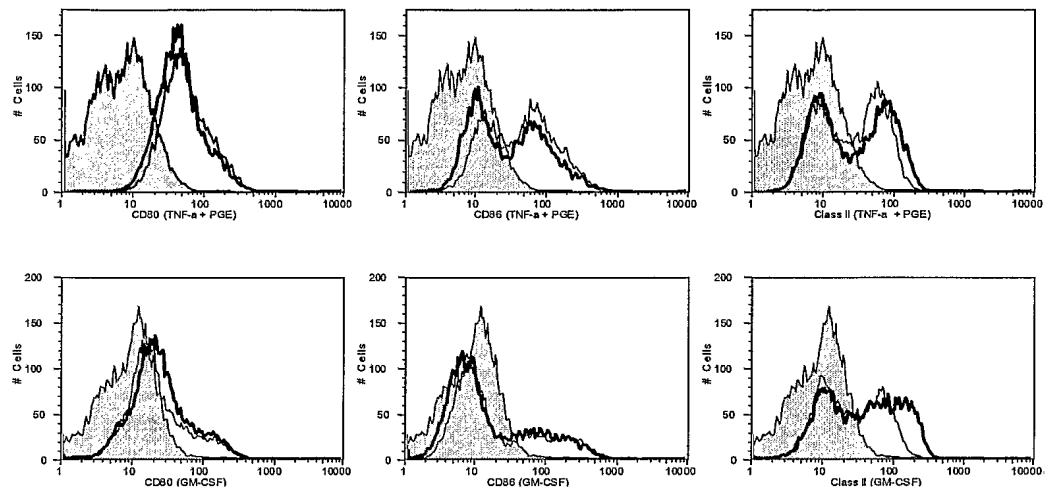 150
100
50
0
# Cells
1 10 100 1000 10000
CD80 (TNF-a + PGE)
150
100
50
0
# Cells
1 10 100 1000 10000
CD86 (TNF-a + PGE)
150
100
50
0
# Cells
1 10 100 1000 10000
Class II (TNF-a + PGE)
200
150
100
50
0
# Cells
1 10 100 1000 10000
CD80 (GM-CSF)
200
150
100
50
0
# Cells
1 10 100 1000 10000
CD86 (GM-CSF)
200
150
100
50
0
# Cells
1 10 100 1000 10000
Class II (GM-CSF)